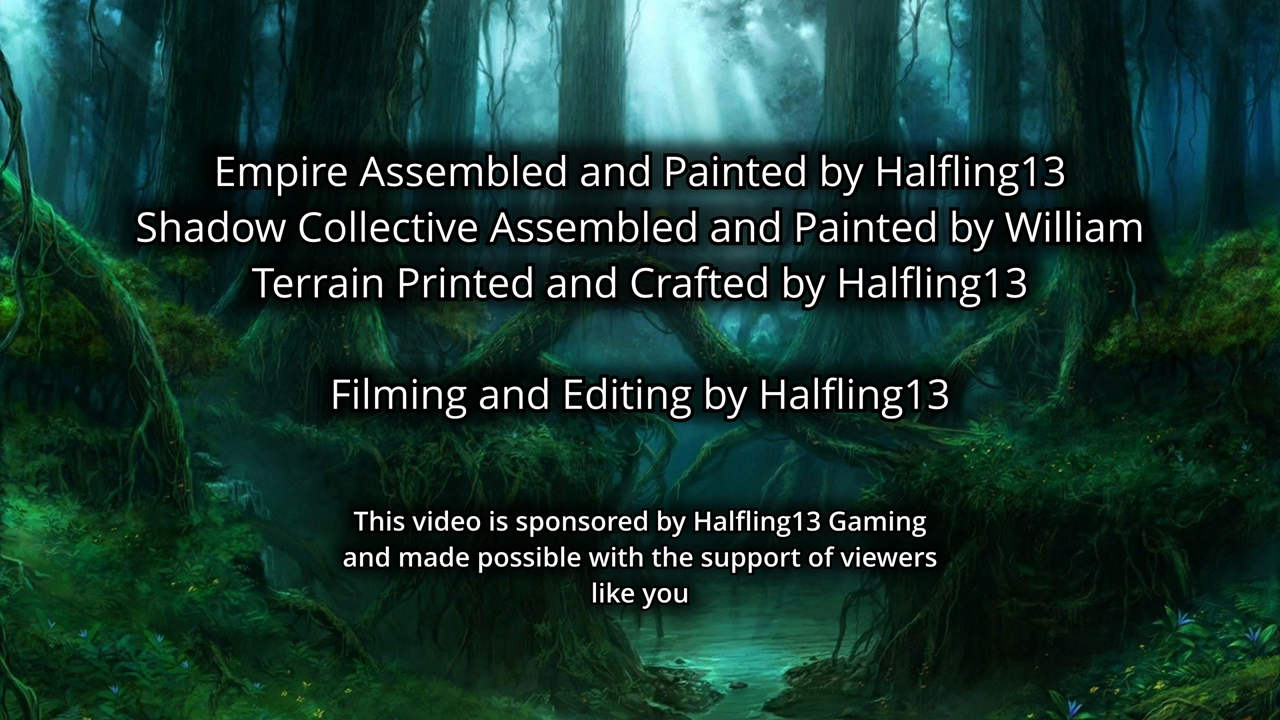 Empire Assembled and Painted by Halfling13
Shadow Collective Assembled and Painted by William
Terrain Printed and Crafted by Halfling13
Filming and Editing by Halfling13
This video is sponsored by Halfling13 Gaming
and made possible with the support of viewers
like you